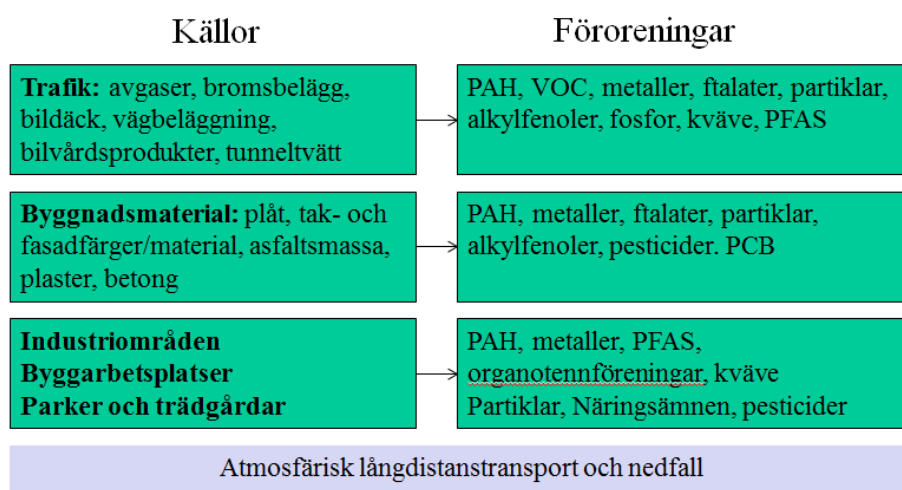 Källor
Föroreningar
Trafik: avgaser, bromsbelägg,
bildäck, vägbeläggning,
bilvårdsprodukter, tunneltvätt
PAH, VOC, metaller, ftalater, partiklar,
alkylfenoler, fosfor, kväve, PFAS
Byggnadsmaterial: plåt, tak- och
fasadfärger/material, asfaltsmassa,
plaster, betong
PAH, metaller, ftalater, partiklar,
alkylfenoler, pesticider. PCB
Industriområden
Byggarbetsplatser
Parker och trädgårdar
PAH, metaller, PFAS,
organotennföreningar, kväve
Partiklar, Näringsämnen, pesticider
Atmosfärisk långdistanstransport och nedfall